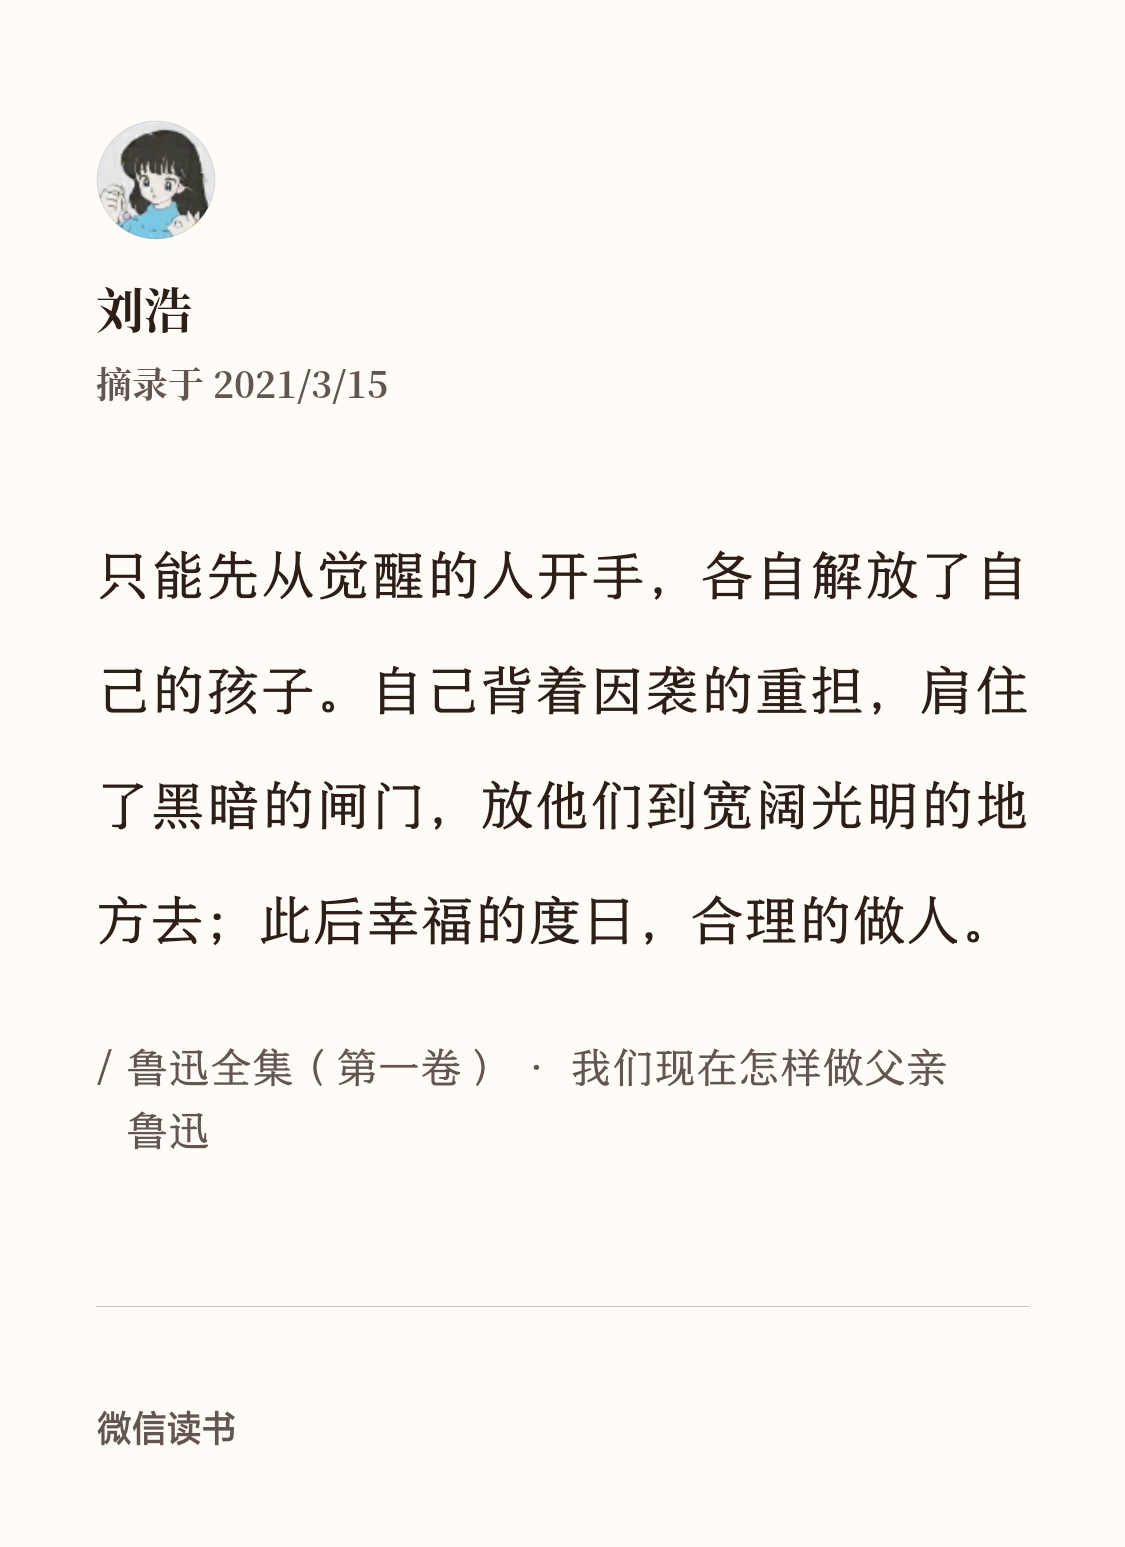 刘浩
摘录于 2021/3/15
只能先从觉醒的人开手，各自解放了自
己的孩子。自己背着因袭的重担，肩住
了黑暗的闸门，放他们到宽阔光明的地
方去；此后幸福的度日，合理的做人。
/ 鲁迅全集（第一卷） · 我们现在怎样做父亲
鲁迅
微信读书